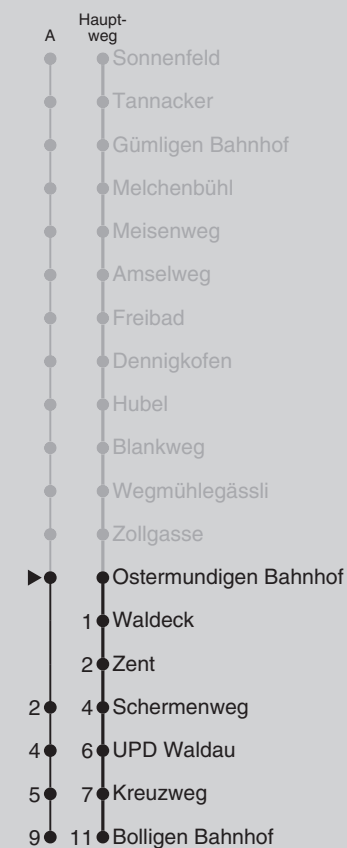 A Haupt-
weg
Sonnenfeld
Tannacker
Gümligen Bahnhof
Melchenbühl
Meisenweg
Amselweg
Freibad
Dennigkofen
Hubel
Blankweg
Wegmühlegässli
Zollgasse
Ostermundigen Bahnhof
1 Waldeck
2 Zent
2 4 Schermenweg
4 6 UPD Waldau
5 7 Kreuzweg
9 11 Bolligen Bahnhof